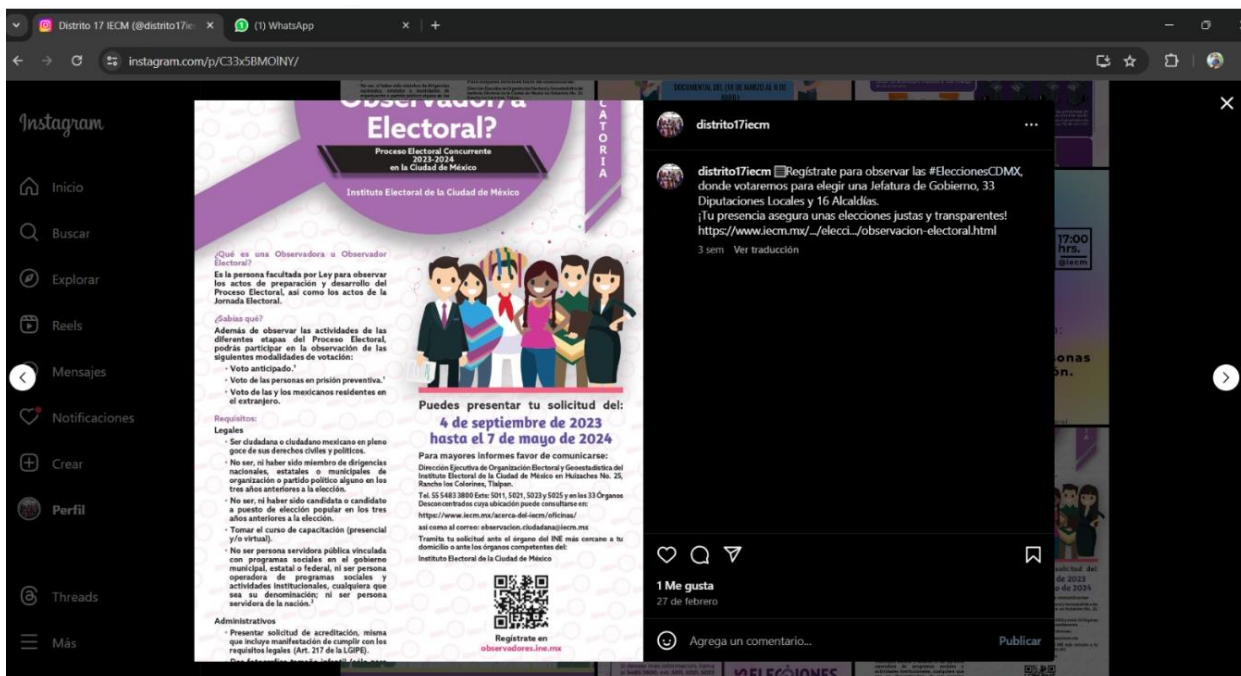 Distrito 17 IECM (@distrito17ie
(1) WhatsApp
instagram.com/p/C33x5BMOlNY/
Instagram
Inicio
Buscar
Explorar
Reels
Mensajes
Notificaciones
Crear
Perfil
Threads
Más
Observador/a
Electoral?
CATORIA
Proceso Electoral Concurrente
2023-2024
en la Ciudad de México
Instituto Electoral de la Ciudad de México
¿Qué es una Observadora u Observador
Electoral?
Es la persona facultada por Ley para observar
los actos de preparación y desarrollo del
Proceso Electoral, así como los actos de la
Jornada Electoral.
¿Sabías qué?
Además de observar las actividades de las
diferentes etapas del Proceso Electoral,
podrás participar en la observación de las
siguientes modalidades de votación:
· Voto anticipado.¹
· Voto de las personas en prisión preventiva.¹
· Voto de las y los mexicanos residentes en
el extranjero.
Requisitos:
Legales
· Ser ciudadana o ciudadano mexicano en pleno
goce de sus derechos civiles y políticos.
· No ser, ni haber sido miembro de dirigencias
nacionales, estatales o municipales de
organización o partido político alguno en los
tres años anteriores a la elección.
· No ser, ni haber sido candidata o candidato
a puesto de elección popular en los tres
años anteriores a la elección.
· Tomar el curso de capacitación (presencial
y/o virtual).
· No ser persona servidora pública vinculada
con programas sociales en el gobierno
municipal, estatal o federal, ni ser persona
operadora de programas sociales y
actividades institucionales, cualquiera que
sea su denominación; ni ser persona
servidora de la nación.²
Administrativos
· Presentar solicitud de acreditación, misma
que incluye manifestación de cumplir con los
requisitos legales (Art. 217 de la LGIPE).
Puedes presentar tu solicitud del:
4 de septiembre de 2023
hasta el 7 de mayo de 2024
Para mayores informes favor de comunicarse:
Dirección Ejecutiva de Organización Electoral y Geoestadística del
Instituto Electoral de la Ciudad de México en Huizaches No. 25,
Rancho los Colorines, Tlalpan.
Tel. 55 5483 3800 Exts: 5011, 5021, 5023 y 5025 y en los 33 Órganos
Desconcentrados cuya ubicación puede consultarse en:
https://www.iecm.mx/acerca-del-iecm/oficinas/
así como al correo: observacion.ciudadana@iecm.mx
Tramita tu solicitud ante el órgano del INE más cercano a tu
domicilio o ante los órganos competentes del:
Instituto Electoral de la Ciudad de México
Regístrate en
observadores.ine.mx
distrito17iecm
distrito17iecm Regístrate para observar las #EleccionesCDMX,
donde votaremos para elegir una Jefatura de Gobierno, 33
Diputaciones Locales y 16 Alcaldías.
¡Tu presencia asegura unas elecciones justas y transparentes!
https://www.iecm.mx/.../elecci.../observacion-electoral.html
3 sem Ver traducción
1 Me gusta
27 de febrero
Agrega un comentario...
Publicar
17:00
hrs.
@iecm